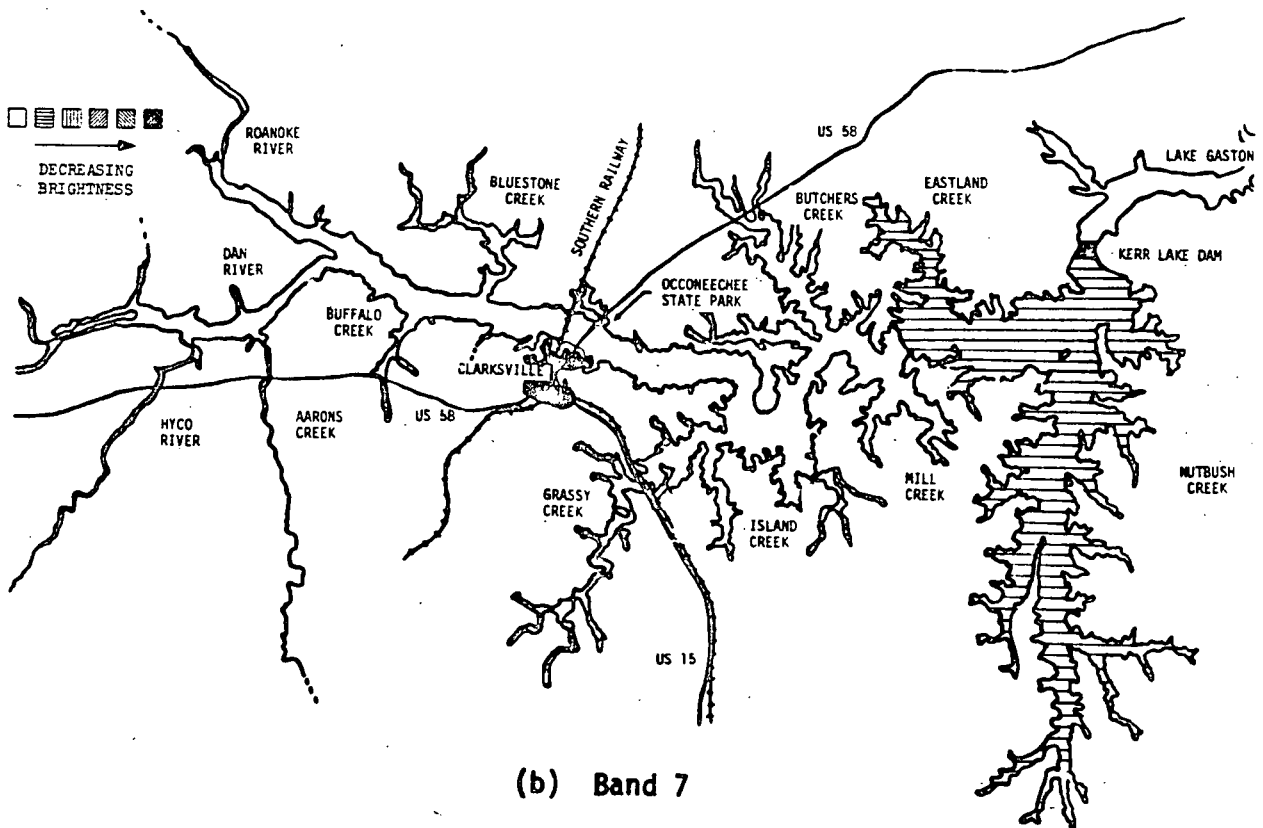 DECREASING
BRIGHTNESS
ROANOKE
RIVER
BLUESTONE
CREEK
SOUTHERN RAILWAY
US 58
BUTCHERS
CREEK
EASTLAND
CREEK
LAKE GASTON
KERR LAKE DAM
DAN
RIVER
BUFFALO
CREEK
OCCONEECHEE
STATE PARK
CLARKSVILLE
HYCO
RIVER
AARONS
CREEK
US 58
GRASSY
CREEK
ISLAND
CREEK
MILL
CREEK
NUTBUSH
CREEK
US 15
(b) Band 7